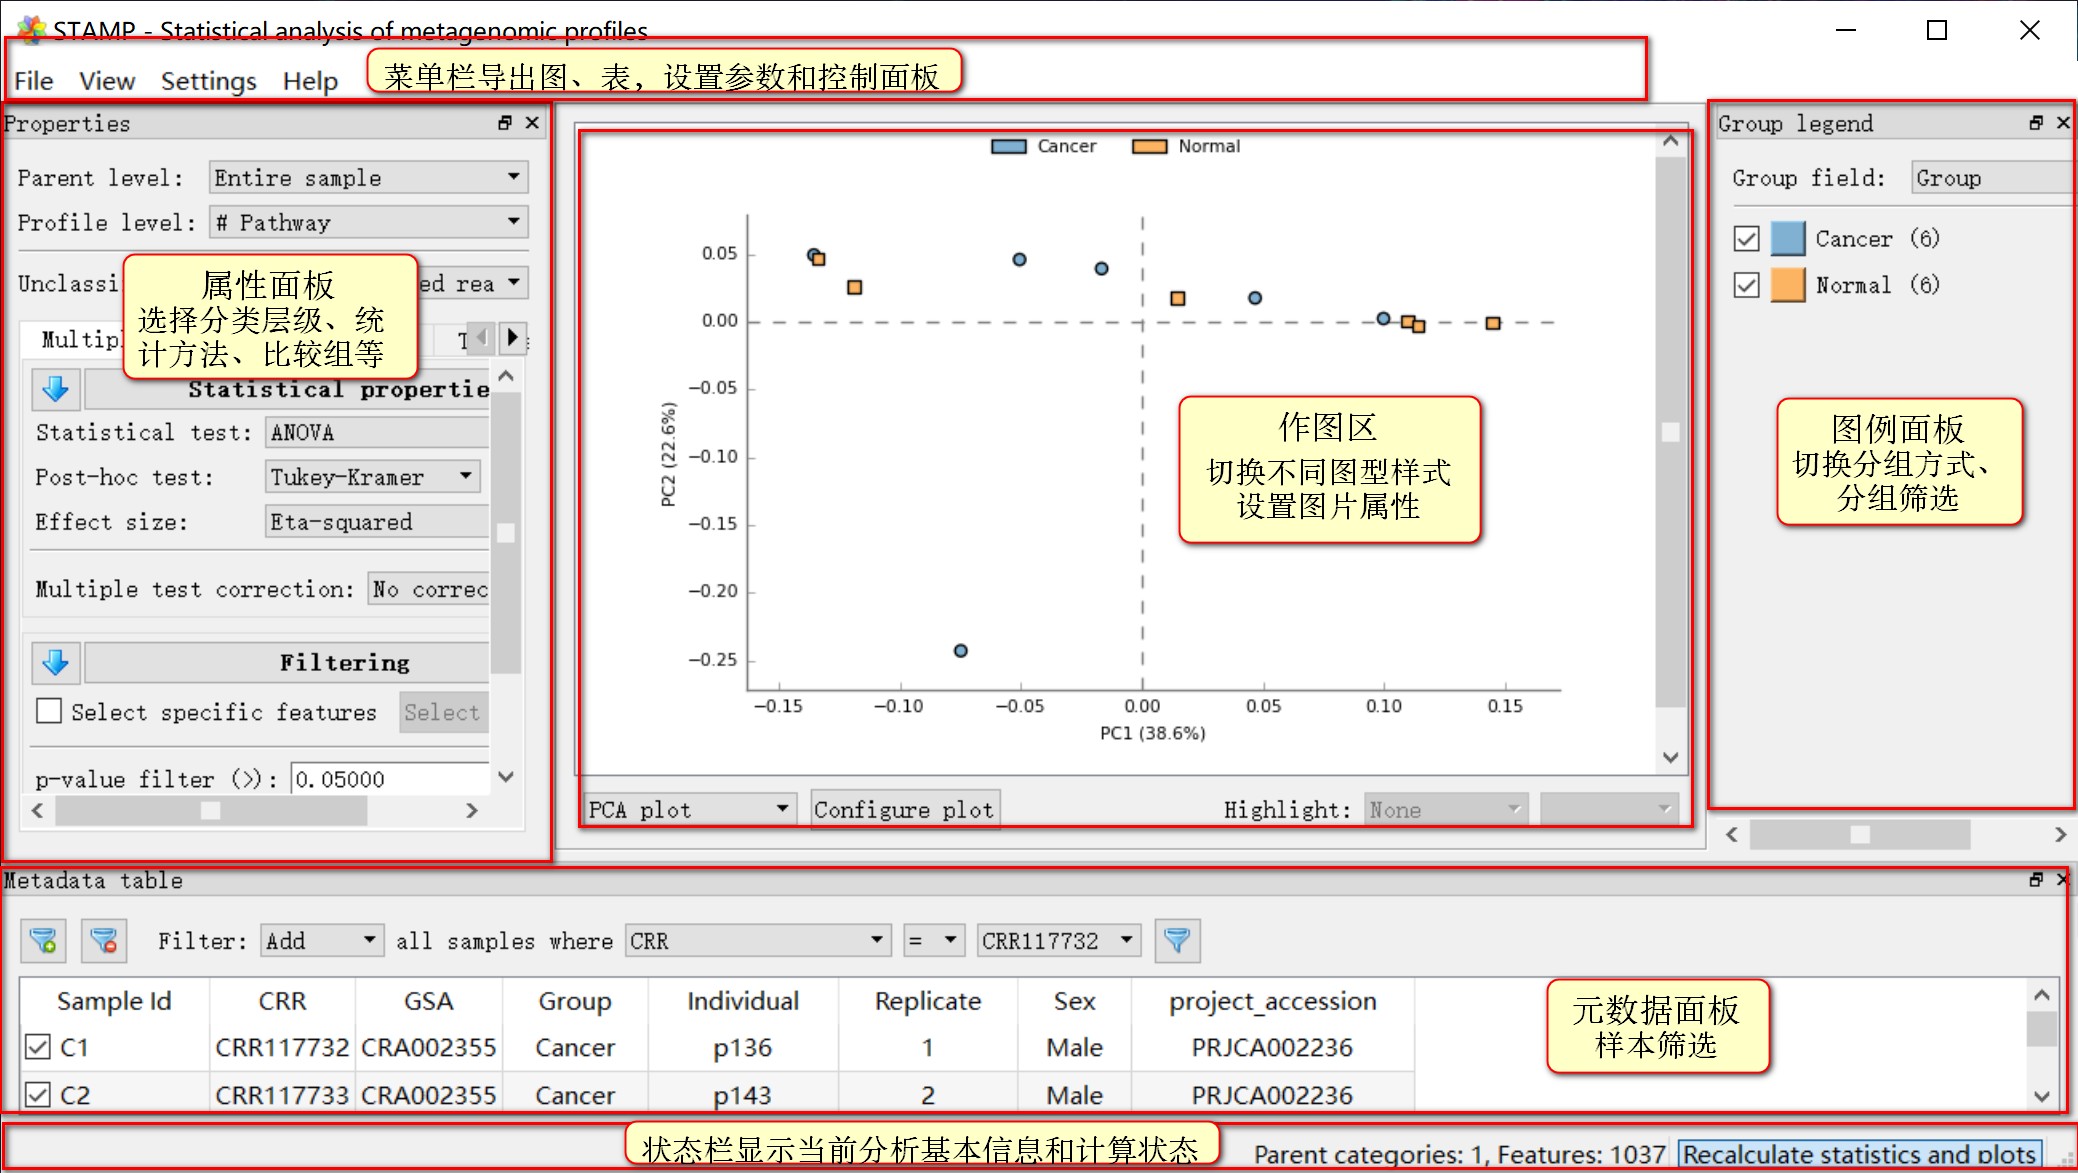 STAMP - Statistical analysis of metagenomic profiles
File View Settings Help
菜单栏导出图、表，设置参数和控制面板
Properties
Parent level: Entire sample
Profile level: # Pathway
Unclassi
ed rea
属性面板
选择分类层级、统
计方法、比较组等
Multipl
Statistical propertie
Statistical test: ANOVA
Post-hoc test: Tukey-Kramer
Effect size: Eta-squared
Multiple test correction: No correc
Filtering
Select specific features Select
p-value filter (>): 0.05000
Cancer Normal
0.05
0.00
−0.05
−0.10
−0.15
−0.20
−0.25
PC2 (22.6%)
−0.15 −0.10 −0.05 0.00 0.05 0.10 0.15
PC1 (38.6%)
作图区
切换不同图型样式
设置图片属性
PCA plot Configure plot Highlight: None
Group legend
Group field: Group
Cancer (6)
Normal (6)
图例面板
切换分组方式、
分组筛选
Metadata table
Filter: Add all samples where CRR = CRR117732
Sample Id CRR GSA Group Individual Replicate Sex project_accession
C1 CRR117732 CRA002355 Cancer p136 1 Male PRJCA002236
C2 CRR117733 CRA002355 Cancer p143 2 Male PRJCA002236
元数据面板
样本筛选
状态栏显示当前分析基本信息和计算状态
Parent categories: 1, Features: 1037 Recalculate statistics and plots